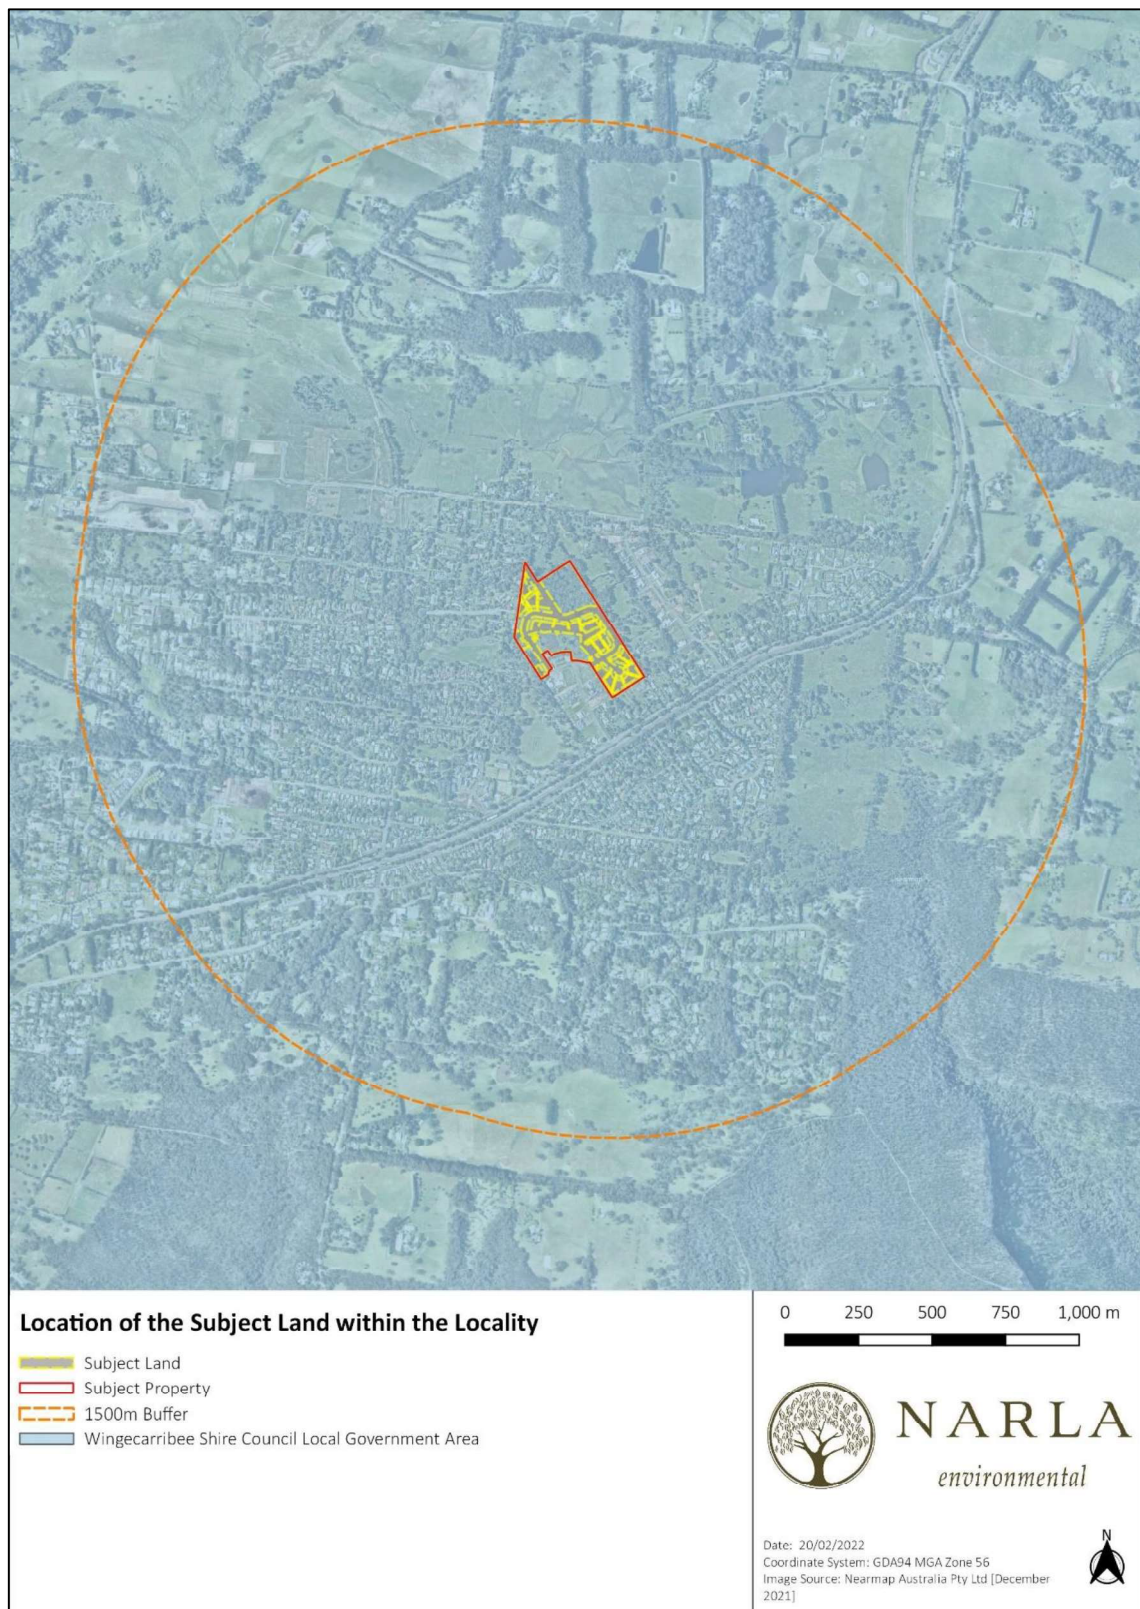 Location of the Subject Land within the Locality
Subject Land
Subject Property
1500m Buffer
Wingecarribee Shire Council Local Government Area
0 250 500 750 1,000 m
NARLA
environmental
Date: 20/02/2022
Coordinate System: GDA94 MGA Zone 56
Image Source: Nearmap Australia Pty Ltd [December
2021]
N